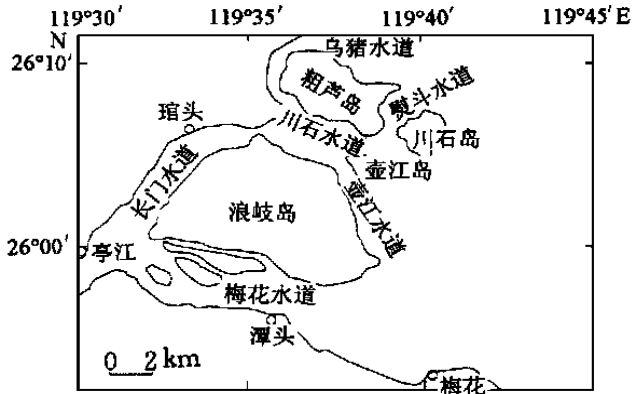 119°30′ 119°35′ 119°40′ 119°45′E
N
26°10′
乌猪水道
粗芦岛
熨斗水道
琯头
川石水道
川石岛
壶江岛
长门水道
浪岐岛
壶江水道
26°00′
亭江
梅花水道
潭头
0 2 km
梅花